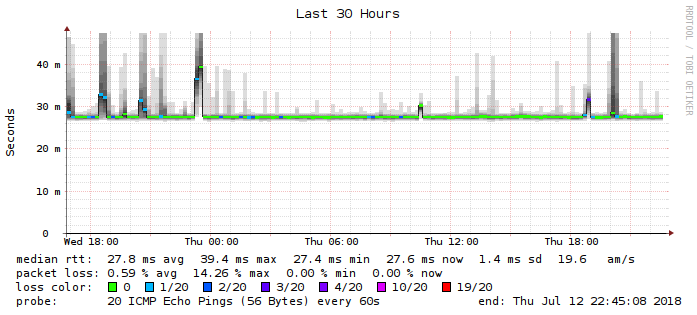 Last 30 Hours
RRDTOOL / TOBI OETIKER
Seconds
40 m
30 m
20 m
10 m
0
Wed 18:00 Thu 00:00 Thu 06:00 Thu 12:00 Thu 18:00
median rtt: 27.8 ms avg 39.4 ms max 27.4 ms min 27.6 ms now 1.4 ms sd 19.6 am/s
packet loss: 0.59 % avg 14.26 % max 0.00 % min 0.00 % now
loss color: 0 1/20 2/20 3/20 4/20 10/20 19/20
probe: 20 ICMP Echo Pings (56 Bytes) every 60s end: Thu Jul 12 22:45:08 2018